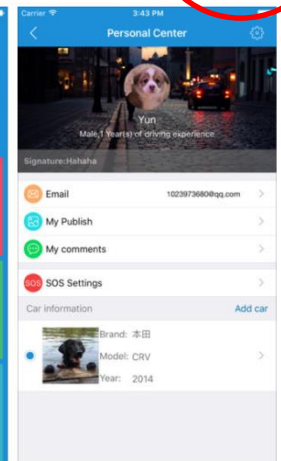 Carrier 3:43 PM
Personal Center
Yun
Male,1 Year(s) of driving experience
Signature:Hahaha
Email 1023973680@qq.com
My Publish
My comments
SOS SOS Settings
Car information Add car
Brand: 本田
Model: CRV
Year: 2014